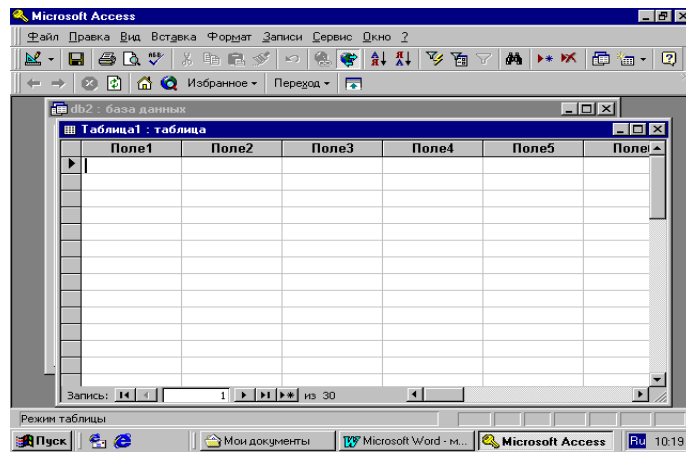 Microsoft Access
Файл Правка Вид Вставка Формат Записи Сервис Окно ?
Избранное Переход
db2 : база данных
Таблица1 : таблица
Поле1 Поле2 Поле3 Поле4 Поле5 Поле
Запись: 1 из 30
Режим таблицы
Пуск Мои документы Microsoft Word - м... Microsoft Access Ru 10:19